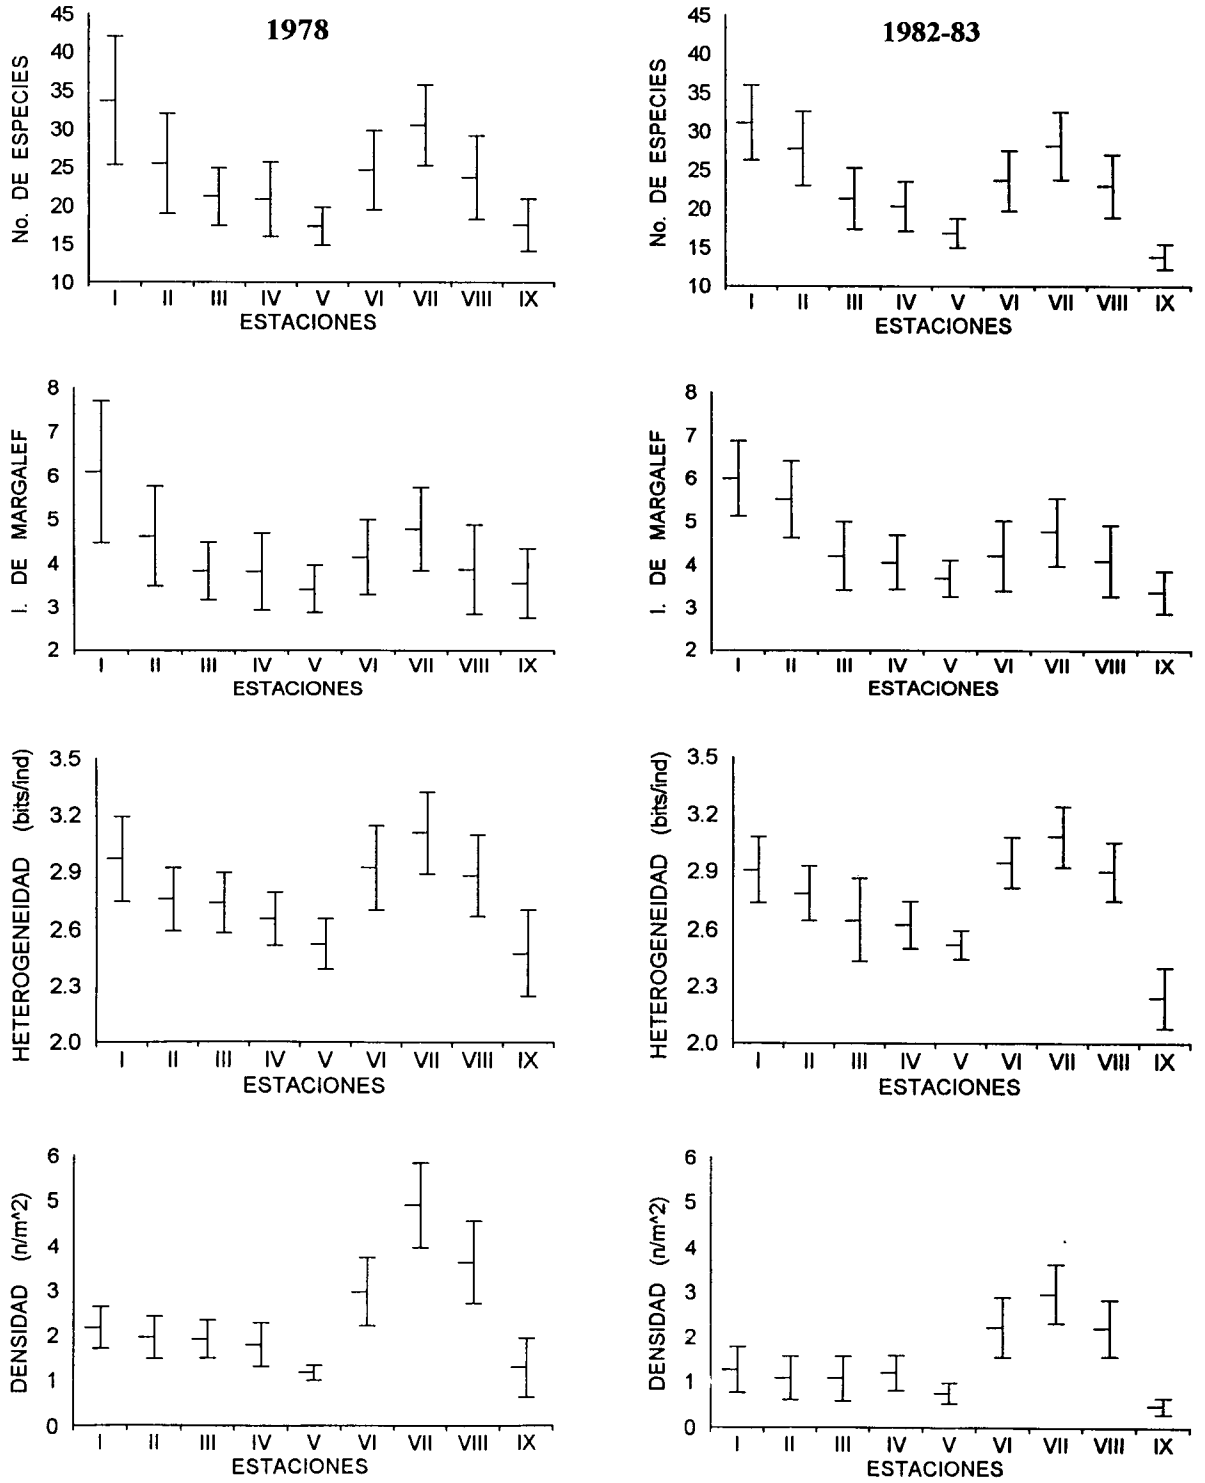 1978
No. DE ESPECIES
45
40
35
30
25
20
15
10
I II III IV V VI VII VIII IX
ESTACIONES
1982-83
No. DE ESPECIES
45
40
35
30
25
20
15
10
I II III IV V VI VII VIII IX
ESTACIONES
I. DE MARGALEF
8
7
6
5
4
3
2
I II III IV V VI VII VIII IX
ESTACIONES
I. DE MARGALEF
8
7
6
5
4
3
2
I II III IV V VI VII VIII IX
ESTACIONES
HETEROGENEIDAD (bits/ind)
3.5
3.2
2.9
2.6
2.3
2.0
I II III IV V VI VII VIII IX
ESTACIONES
HETEROGENEIDAD (bits/ind)
3.5
3.2
2.9
2.6
2.3
2.0
I II III IV V VI VII VIII IX
ESTACIONES
DENSIDAD (n/m^2)
6
5
4
3
2
1
0
I II III IV V VI VII VIII IX
ESTACIONES
DENSIDAD (n/m^2)
6
5
4
3
2
1
0
I II III IV V VI VII VIII IX
ESTACIONES